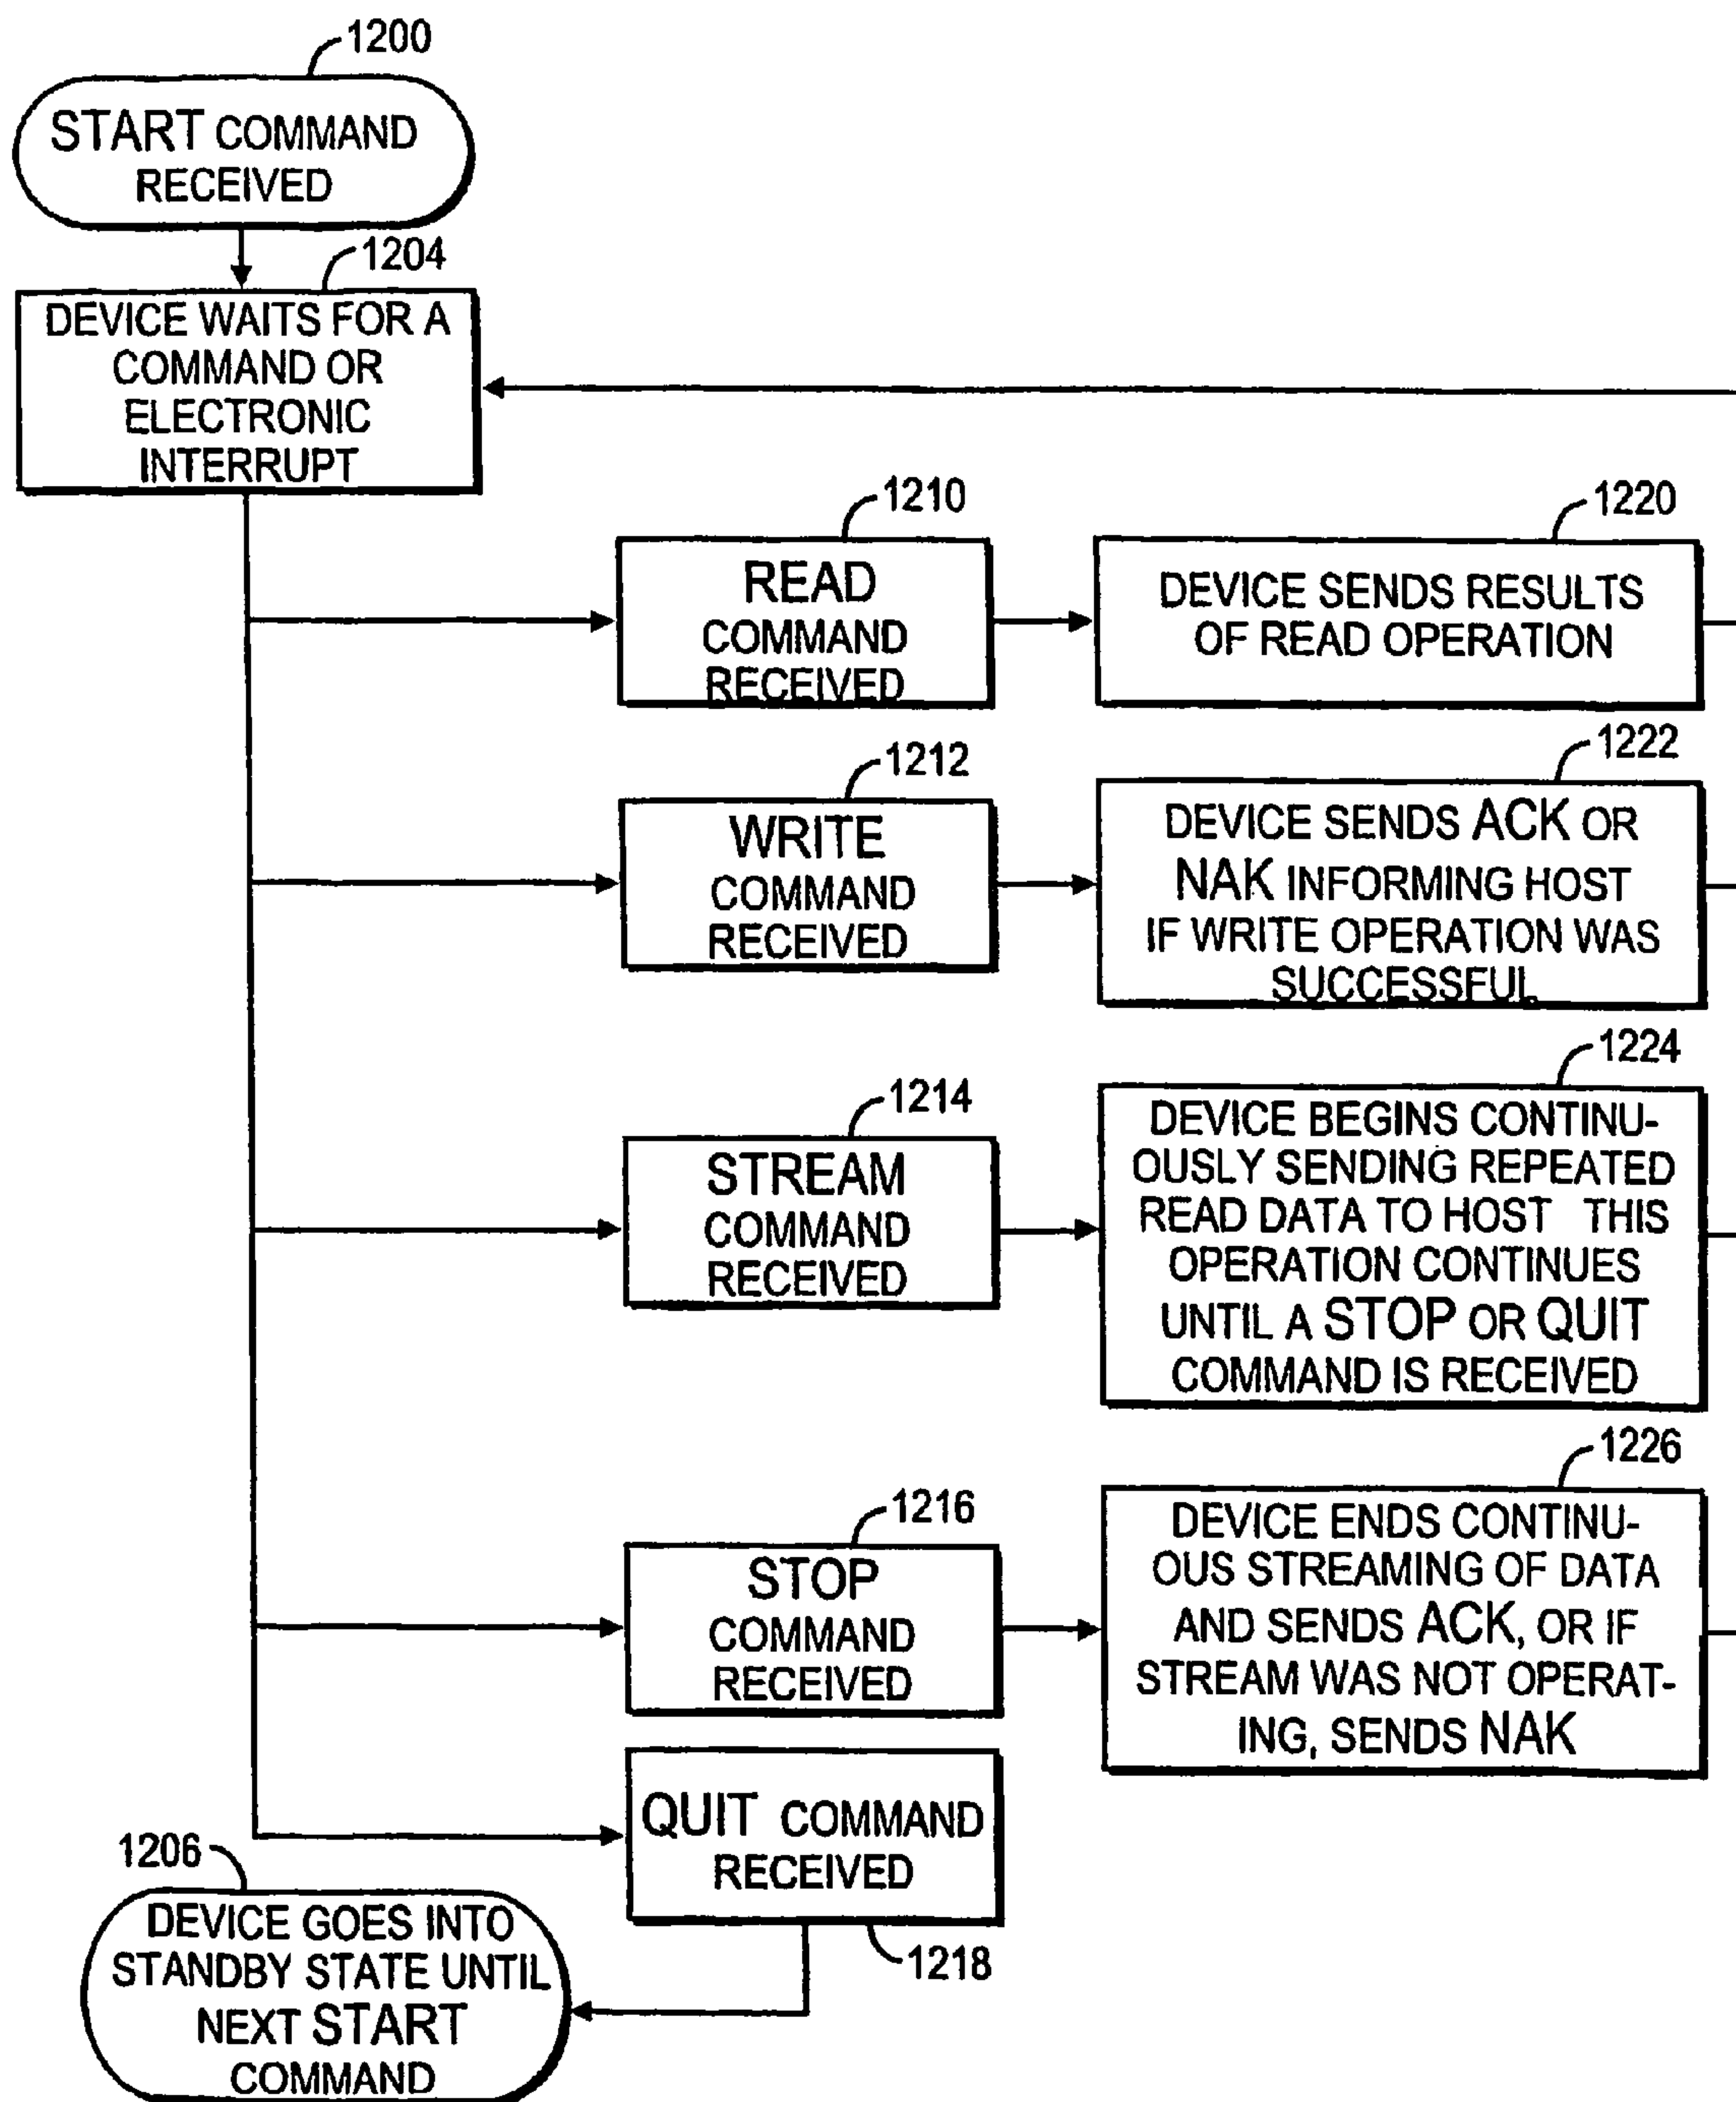 1200
START COMMAND
RECEIVED
1204
DEVICE WAITS FOR A
COMMAND OR
ELECTRONIC
INTERRUPT
1210
READ
COMMAND
RECEIVED
1220
DEVICE SENDS RESULTS
OF READ OPERATION
1212
WRITE
COMMAND
RECEIVED
1222
DEVICE SENDS ACK OR
NAK INFORMING HOST
IF WRITE OPERATION WAS
SUCCESSFUL
1214
STREAM
COMMAND
RECEIVED
1224
DEVICE BEGINS CONTINU-
OUSLY SENDING REPEATED
READ DATA TO HOST THIS
OPERATION CONTINUES
UNTIL A STOP OR QUIT
COMMAND IS RECEIVED
1216
STOP
COMMAND
RECEIVED
1226
DEVICE ENDS CONTINU-
OUS STREAMING OF DATA
AND SENDS ACK, OR IF
STREAM WAS NOT OPERAT-
ING, SENDS NAK
QUIT COMMAND
RECEIVED
1218
1206
DEVICE GOES INTO
STANDBY STATE UNTIL
NEXT START
COMMAND